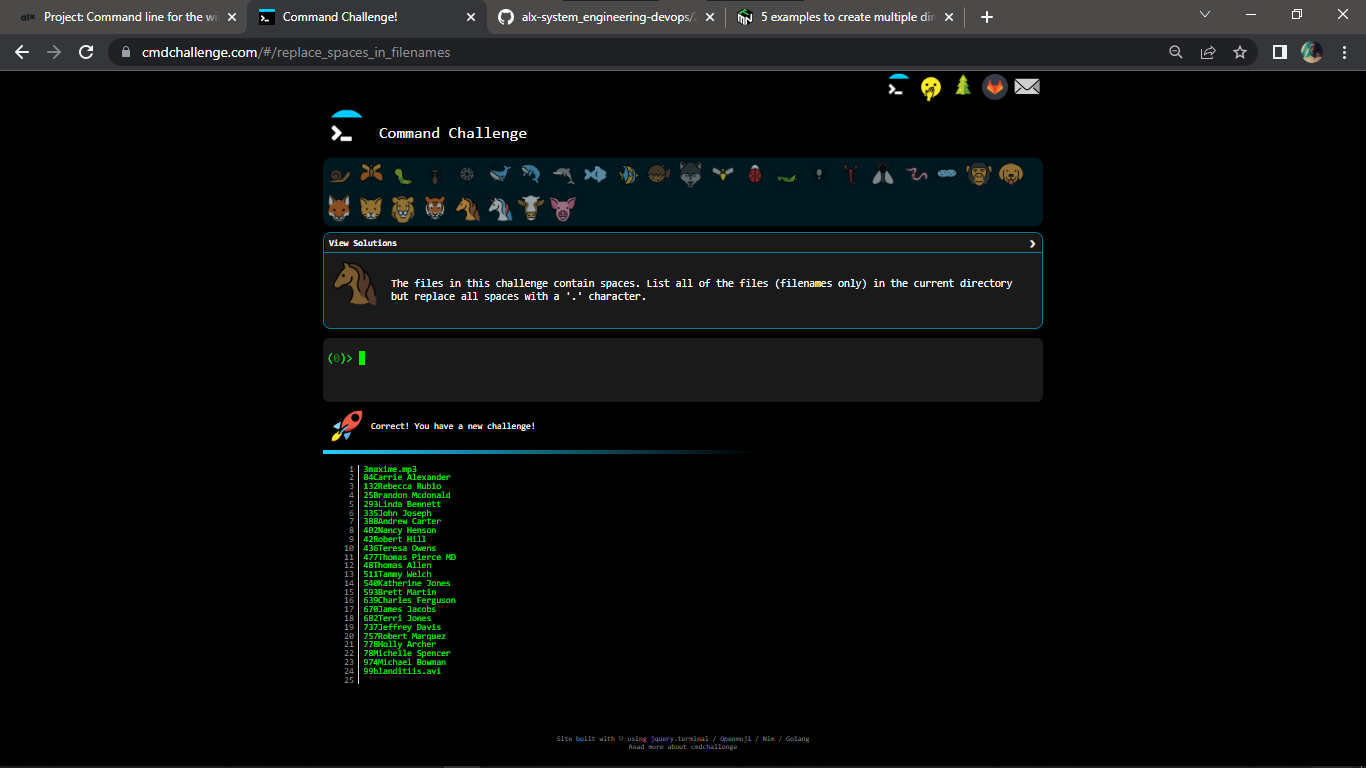 alx Project: Command line for the wi
Command Challenge!
alx-system_engineering-devops/
5 examples to create multiple di
cmdchallenge.com/#/replace_spaces_in_filenames
Command Challenge
View Solutions
The files in this challenge contain spaces. List all of the files (filenames only) in the current directory
but replace all spaces with a '.' character.
(0)>
Correct! You have a new challenge!
1 3maxime.mp3
2 04Carrie Alexander
3 132Rebecca Rubio
4 25Brandon Mcdonald
5 293Linda Bennett
6 335John Joseph
7 388Andrew Carter
8 402Nancy Henson
9 42Robert Hill
10 436Teresa Owens
11 477Thomas Pierce MD
12 48Thomas Allen
13 511Tammy Welch
14 540Katherine Jones
15 593Brett Martin
16 639Charles Ferguson
17 670James Jacobs
18 682Terri Jones
19 737Jeffrey Davis
20 757Robert Marquez
21 778Holly Archer
22 78Michelle Spencer
23 974Michael Bowman
24 99blanditiis.avi
25
Site built with ♡ using jquery.terminal / Openmoji / Nim / Golang
Read more about cmdchallenge